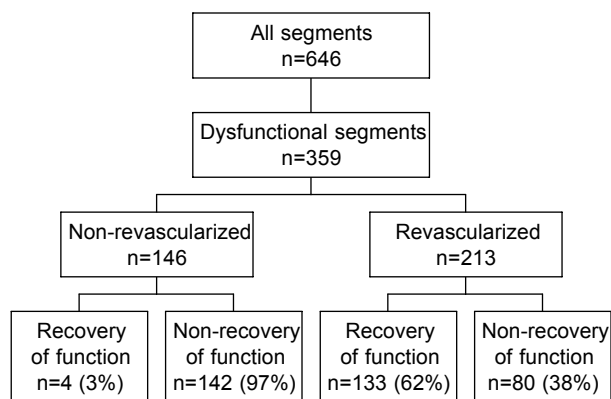 All segments
n=646
Dysfunctional segments
n=359
Non-revascularized
n=146
Revascularized
n=213
Recovery
of function
n=4 (3%)
Non-recovery
of function
n=142 (97%)
Recovery
of function
n=133 (62%)
Non-recovery
of function
n=80 (38%)